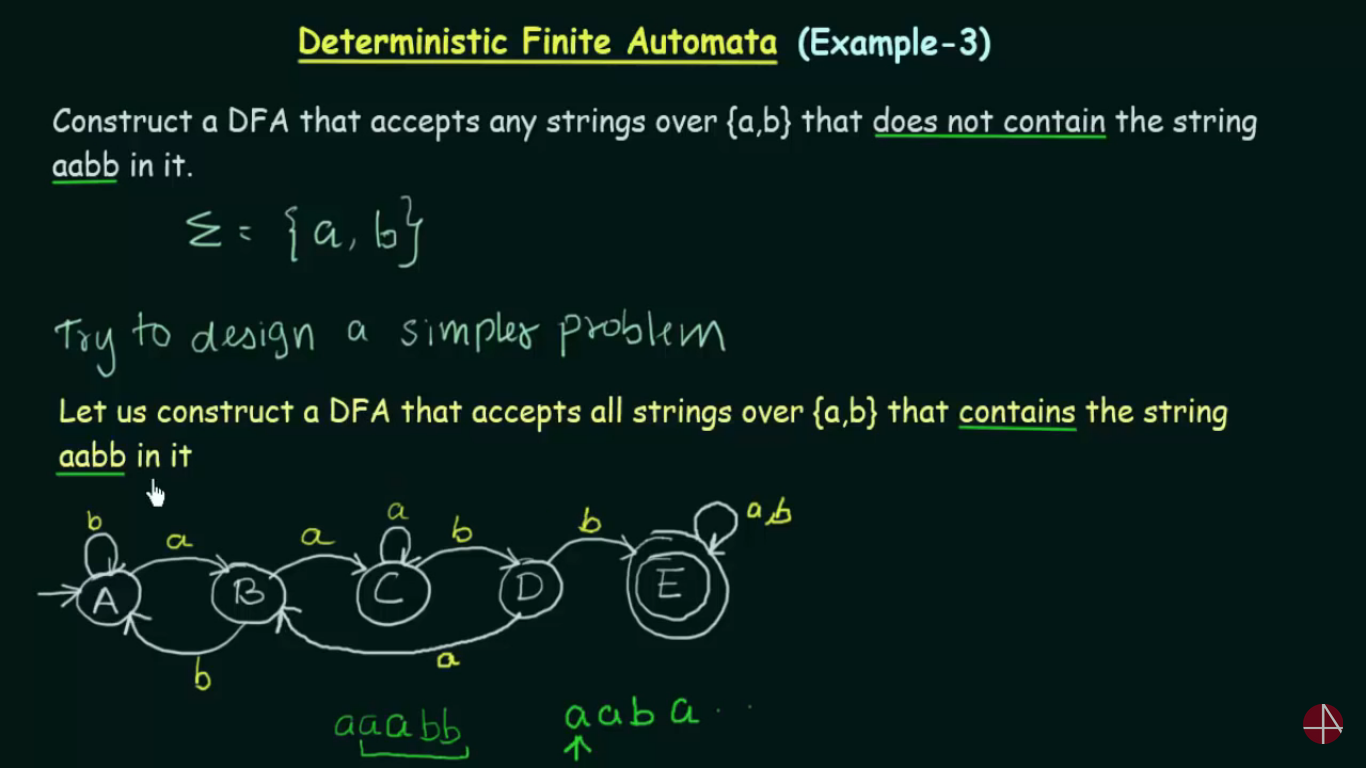 Deterministic Finite Automata (Example-3)
Construct a DFA that accepts any strings over {a,b} that does not contain the string
aabb in it.
Σ = {a, b}
Try to design a simpler problem
Let us construct a DFA that accepts all strings over {a,b} that contains the string
aabb in it
b a a a b b a,b
A B C D E
b a
aaabb aaba ..